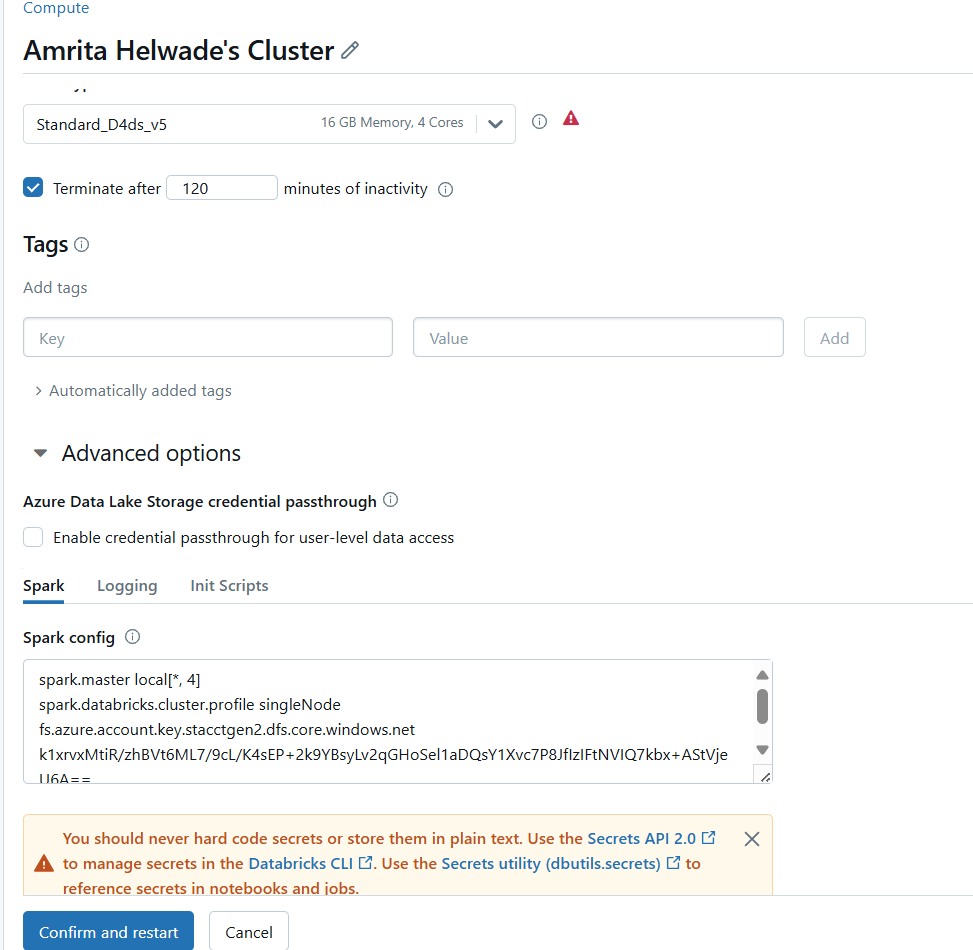 Compute
Amrita Helwade's Cluster
Standard_D4ds_v5 16 GB Memory, 4 Cores
Terminate after 120 minutes of inactivity
Tags
Add tags
Key Value Add
Automatically added tags
Advanced options
Azure Data Lake Storage credential passthrough
Enable credential passthrough for user-level data access
Spark Logging Init Scripts
Spark config
spark.master local[*, 4]
spark.databricks.cluster.profile singleNode
fs.azure.account.key.stacctgen2.dfs.core.windows.net
k1xrvxMtiR/zhBVt6ML7/9cL/K4sEP+2k9YBsyLv2qGHoSel1aDQsY1Xvc7P8JfIzIFtNVIQ7kbx+AStVje
U6A==
You should never hard code secrets or store them in plain text. Use the Secrets API 2.0
to manage secrets in the Databricks CLI. Use the Secrets utility (dbutils.secrets) to
reference secrets in notebooks and jobs.
Confirm and restart Cancel